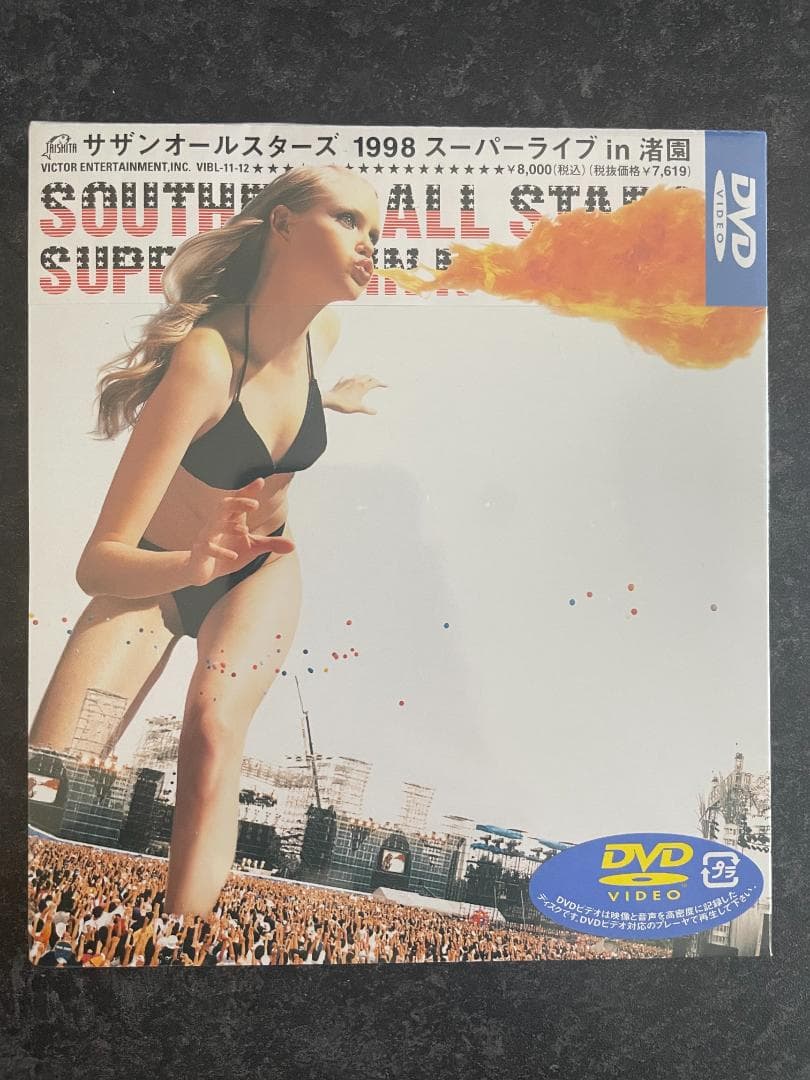 TAISHITA サザンオールスターズ 1998 スーパーライブ in 渚園
VICTOR ENTERTAINMENT, INC. VIBL-11-12 ★★★★★★★★★★★★★★★★★★★ ¥8,000(税込)(税抜価格¥7,619)
ALL
DVD
VIDEO
DVD
VIDEO
プラ
DVDビデオは映像と音声を高密度に記録した
ディスクです。DVDビデオ対応のプレーヤで再生して下さい。